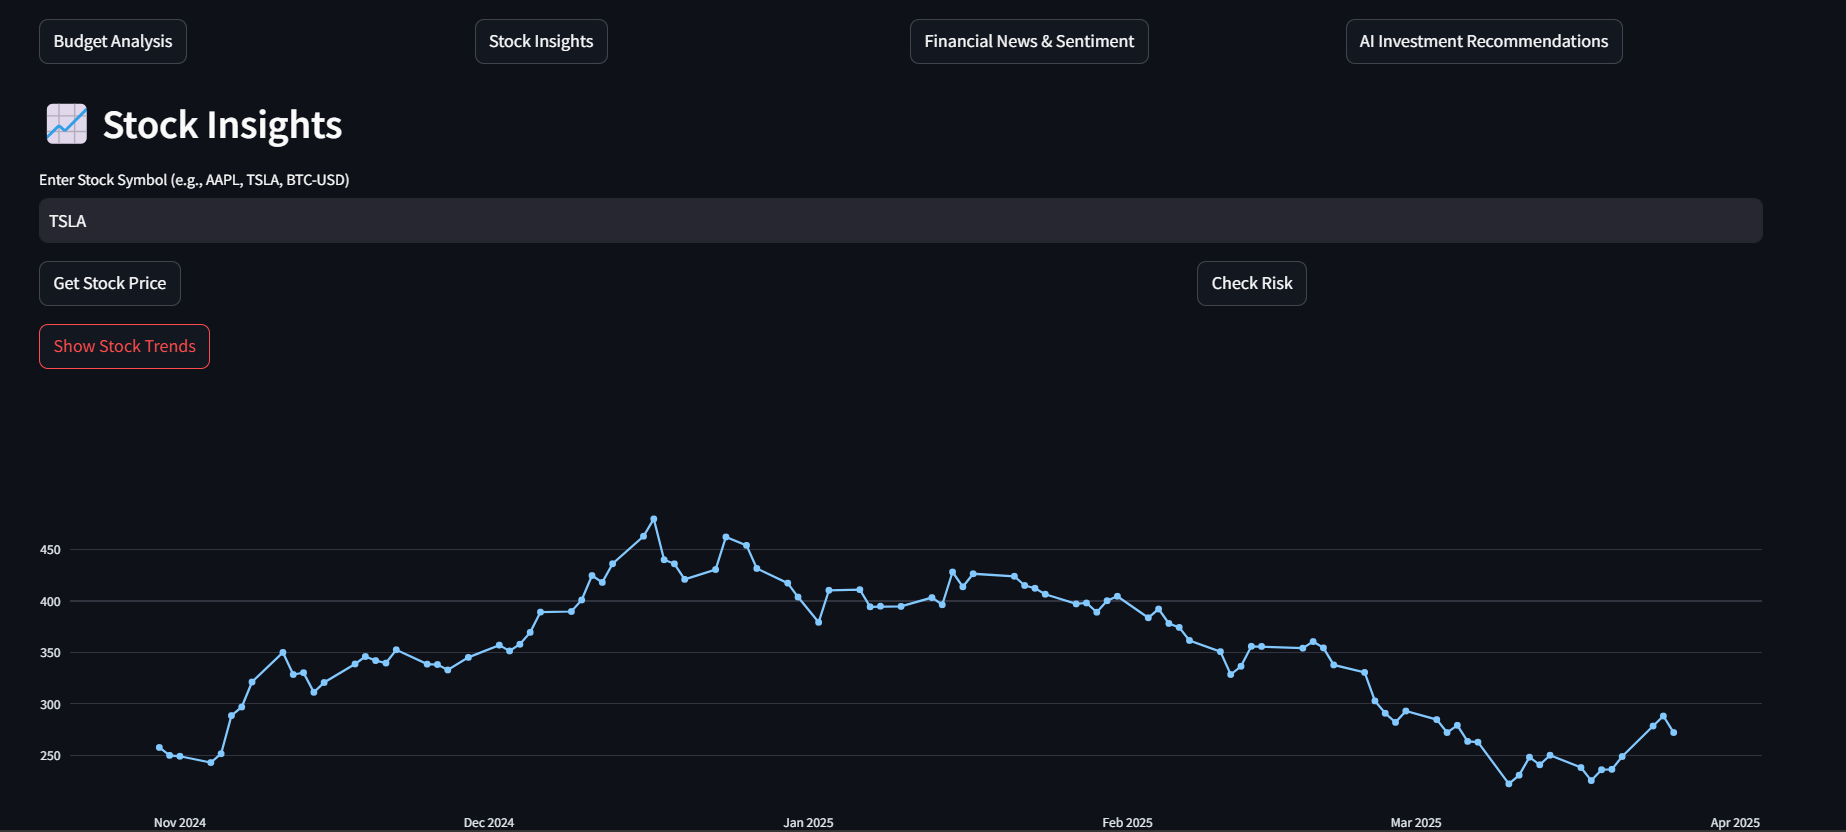 Budget Analysis
Stock Insights
Financial News & Sentiment
AI Investment Recommendations
Stock Insights
Enter Stock Symbol (e.g., AAPL, TSLA, BTC-USD)
TSLA
Get Stock Price
Check Risk
Show Stock Trends
450
400
350
300
250
Nov 2024
Dec 2024
Jan 2025
Feb 2025
Mar 2025
Apr 2025